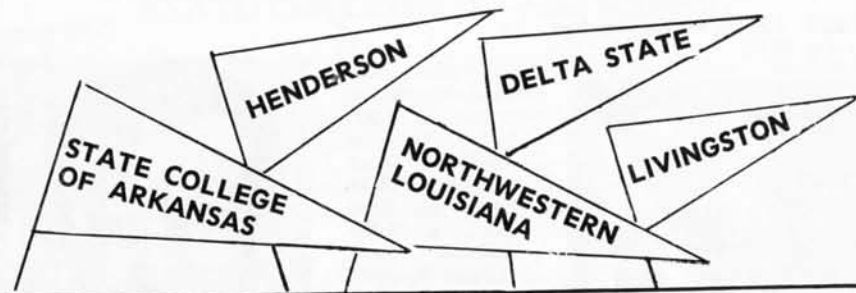 HENDERSON
DELTA STATE
STATE COLLEGE
OF ARKANSAS
NORTHWESTERN
LOUISIANA
LIVINGSTON